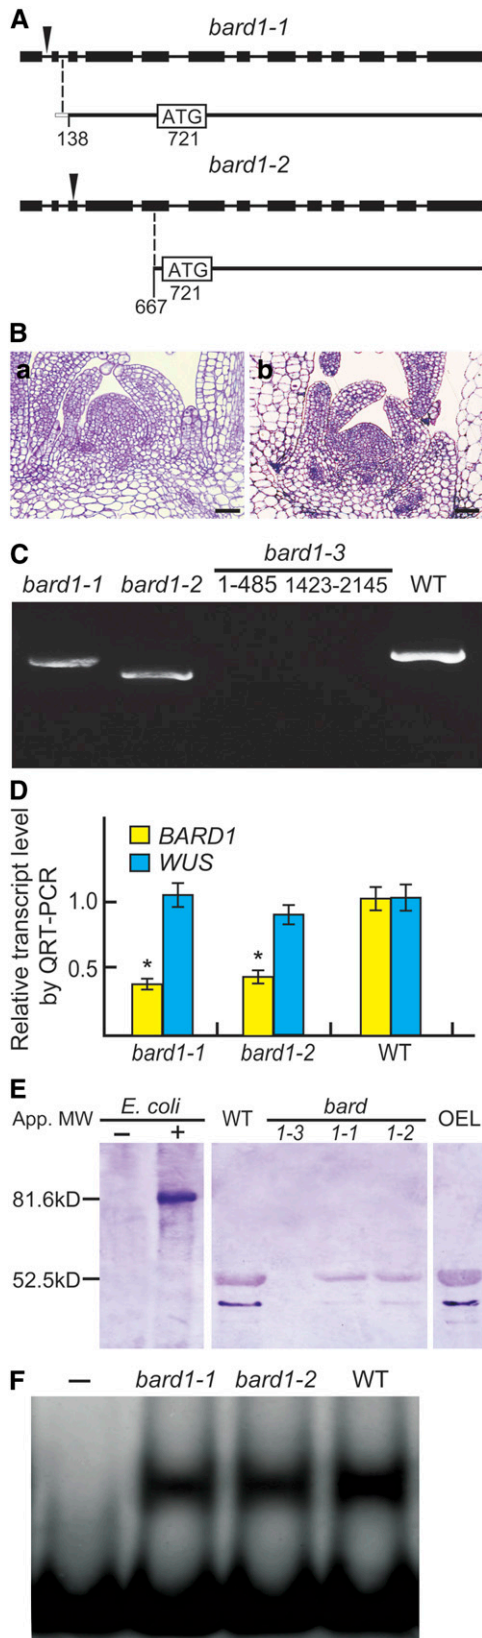 A
bard1-1
ATG
138
721
bard1-2
ATG
721
667
B
a
b
C
bard1-3
bard1-1
bard1-2
1-485
1423-2145
WT
D
Relative transcript level
by QRT-PCR
BARD1
WUS
1.0
0.5
*
*
bard1-1
bard1-2
WT
E
E. coli
WT
bard
OEL
App. MW
–
+
1-3
1-1
1-2
81.6kD
52.5kD
F
–
bard1-1
bard1-2
WT